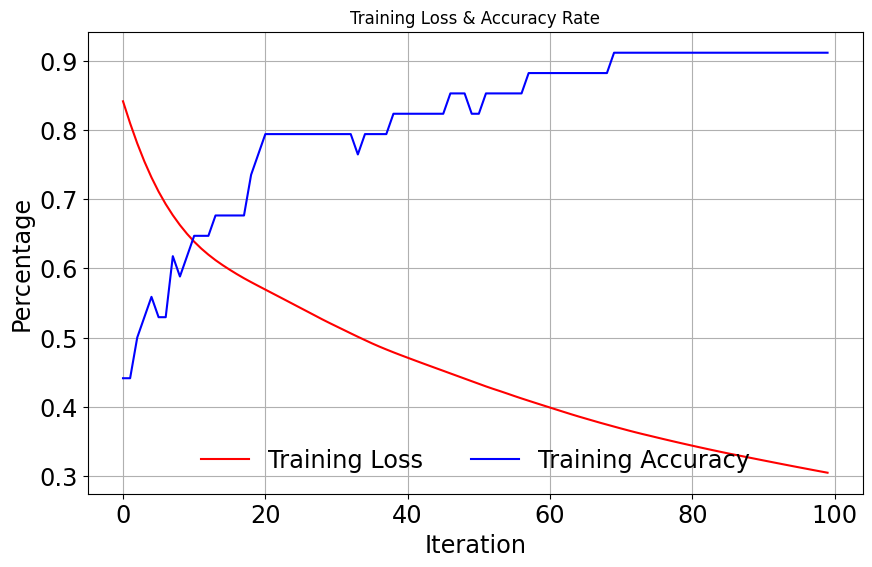 Training Loss & Accuracy Rate
Percentage
0.9
0.8
0.7
0.6
0.5
0.4
0.3
Training Loss
Training Accuracy
0 20 40 60 80 100
Iteration